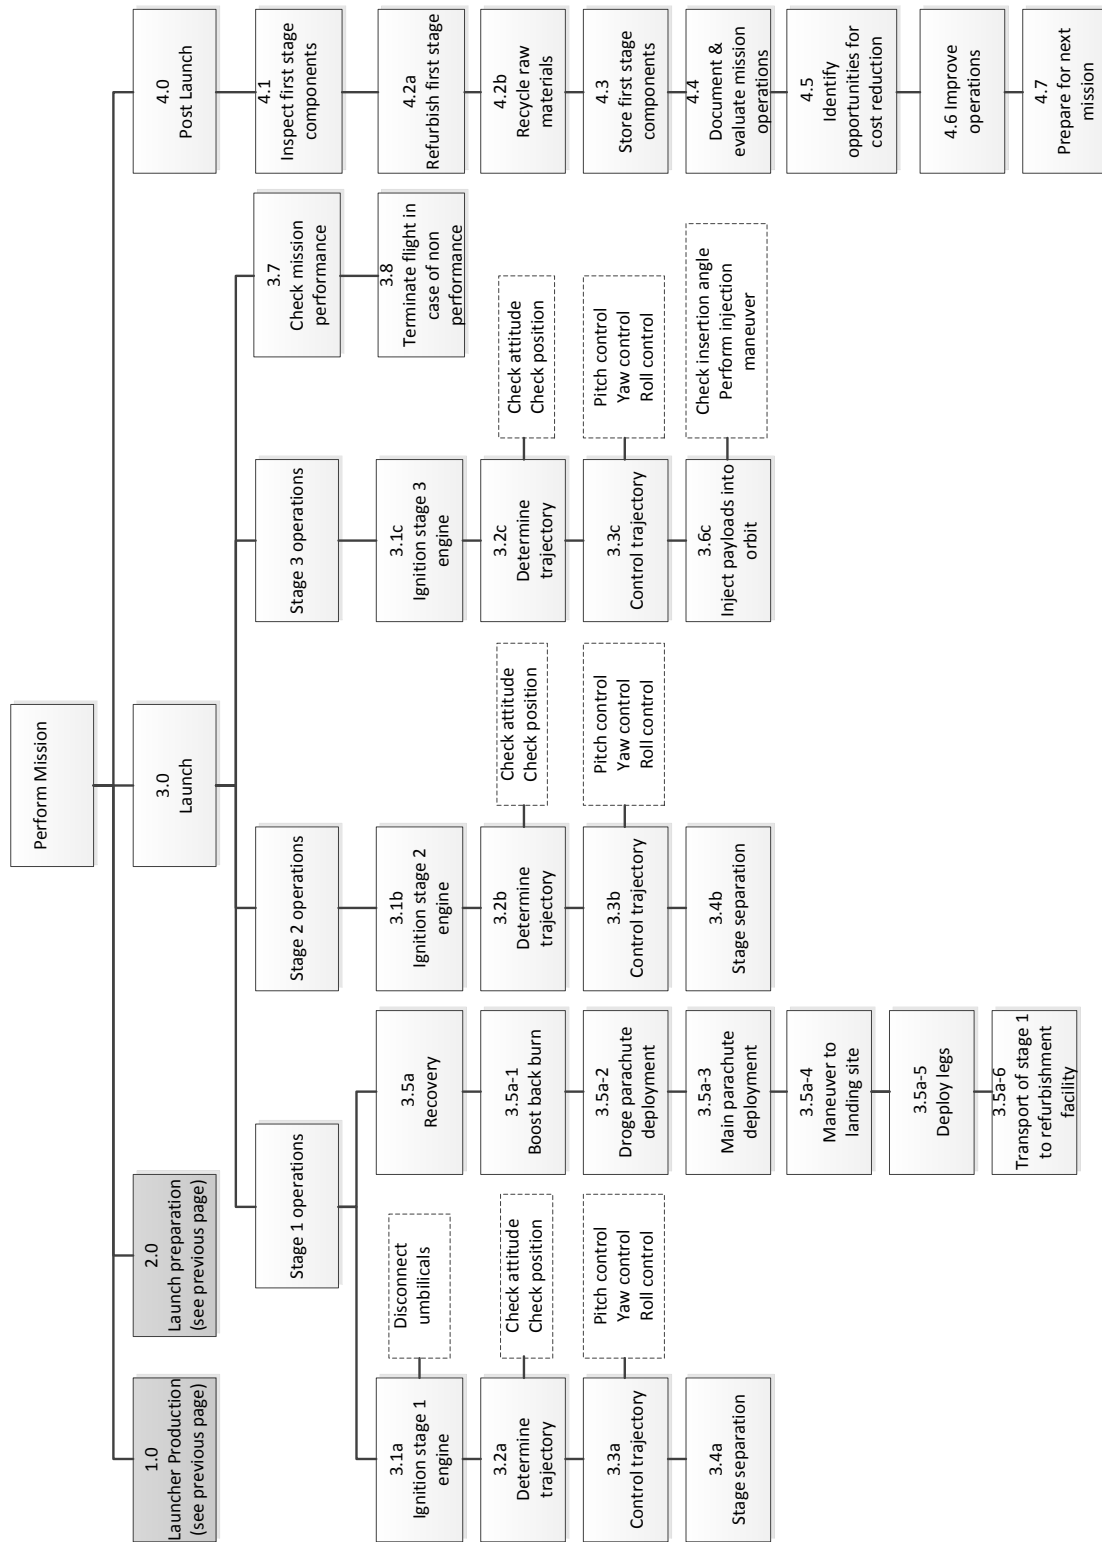 Perform Mission
1.0
Launcher Production
(see previous page)
2.0
Launch preparation
(see previous page)
3.0
Launch
4.0
Post Launch
Stage 1 operations
3.1a
Ignition stage 1
engine
Disconnect
umbilicals
3.2a
Determine
trajectory
Check attitude
Check position
3.3a
Control trajectory
Pitch control
Yaw control
Roll control
3.4a
Stage separation
3.5a
Recovery
3.5a-1
Boost back burn
3.5a-2
Droge parachute
deployment
3.5a-3
Main parachute
deployment
3.5a-4
Maneuver to
landing site
3.5a-5
Deploy legs
3.5a-6
Transport of stage 1
to refurbishment
facility
Stage 2 operations
3.1b
Ignition stage 2
engine
3.2b
Determine
trajectory
Check attitude
Check position
3.3b
Control trajectory
Pitch control
Yaw control
Roll control
3.4b
Stage separation
Stage 3 operations
3.1c
Ignition stage 3
engine
3.2c
Determine
trajectory
Check attitude
Check position
3.3c
Control trajectory
Pitch control
Yaw control
Roll control
3.6c
Inject payloads into
orbit
Check insertion angle
Perform injection
maneuver
3.7
Check mission
performance
3.8
Terminate flight in
case of non
performance
4.1
Inspect first stage
components
4.2a
Refurbish first stage
4.2b
Recycle raw
materials
4.3
Store first stage
components
4.4
Document &
evaluate mission
operations
4.5
Identify
opportunities for
cost reduction
4.6 Improve
operations
4.7
Prepare for next
mission